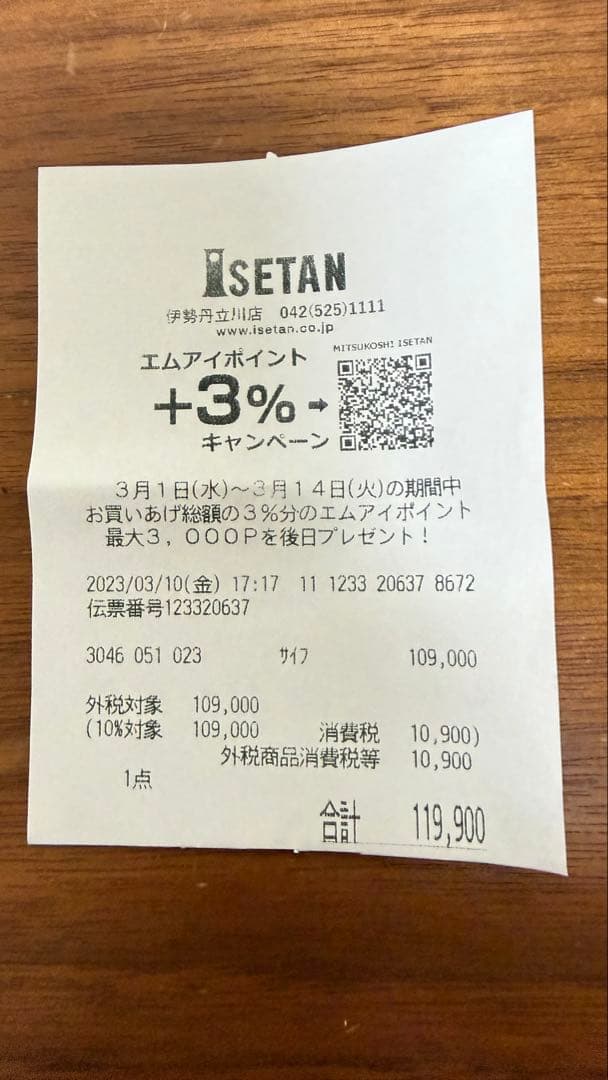 ISETAN
伊勢丹立川店 042(525)1111
www.isetan.co.jp
MITSUKOSHI ISETAN
エムアイポイント
+3%→
キャンペーン
3月1日(水)～3月14日(火)の期間中
お買いあげ総額の3%分のエムアイポイント
最大3,000Pを後日プレゼント!
2023/03/10(金) 17:17 11 1233 20637 8672
伝票番号123320637
3046 051 023 サイフ 109,000
外税対象 109,000
(10%対象 109,000 消費税 10,900)
外税商品消費税等 10,900
1点
合計 119,900